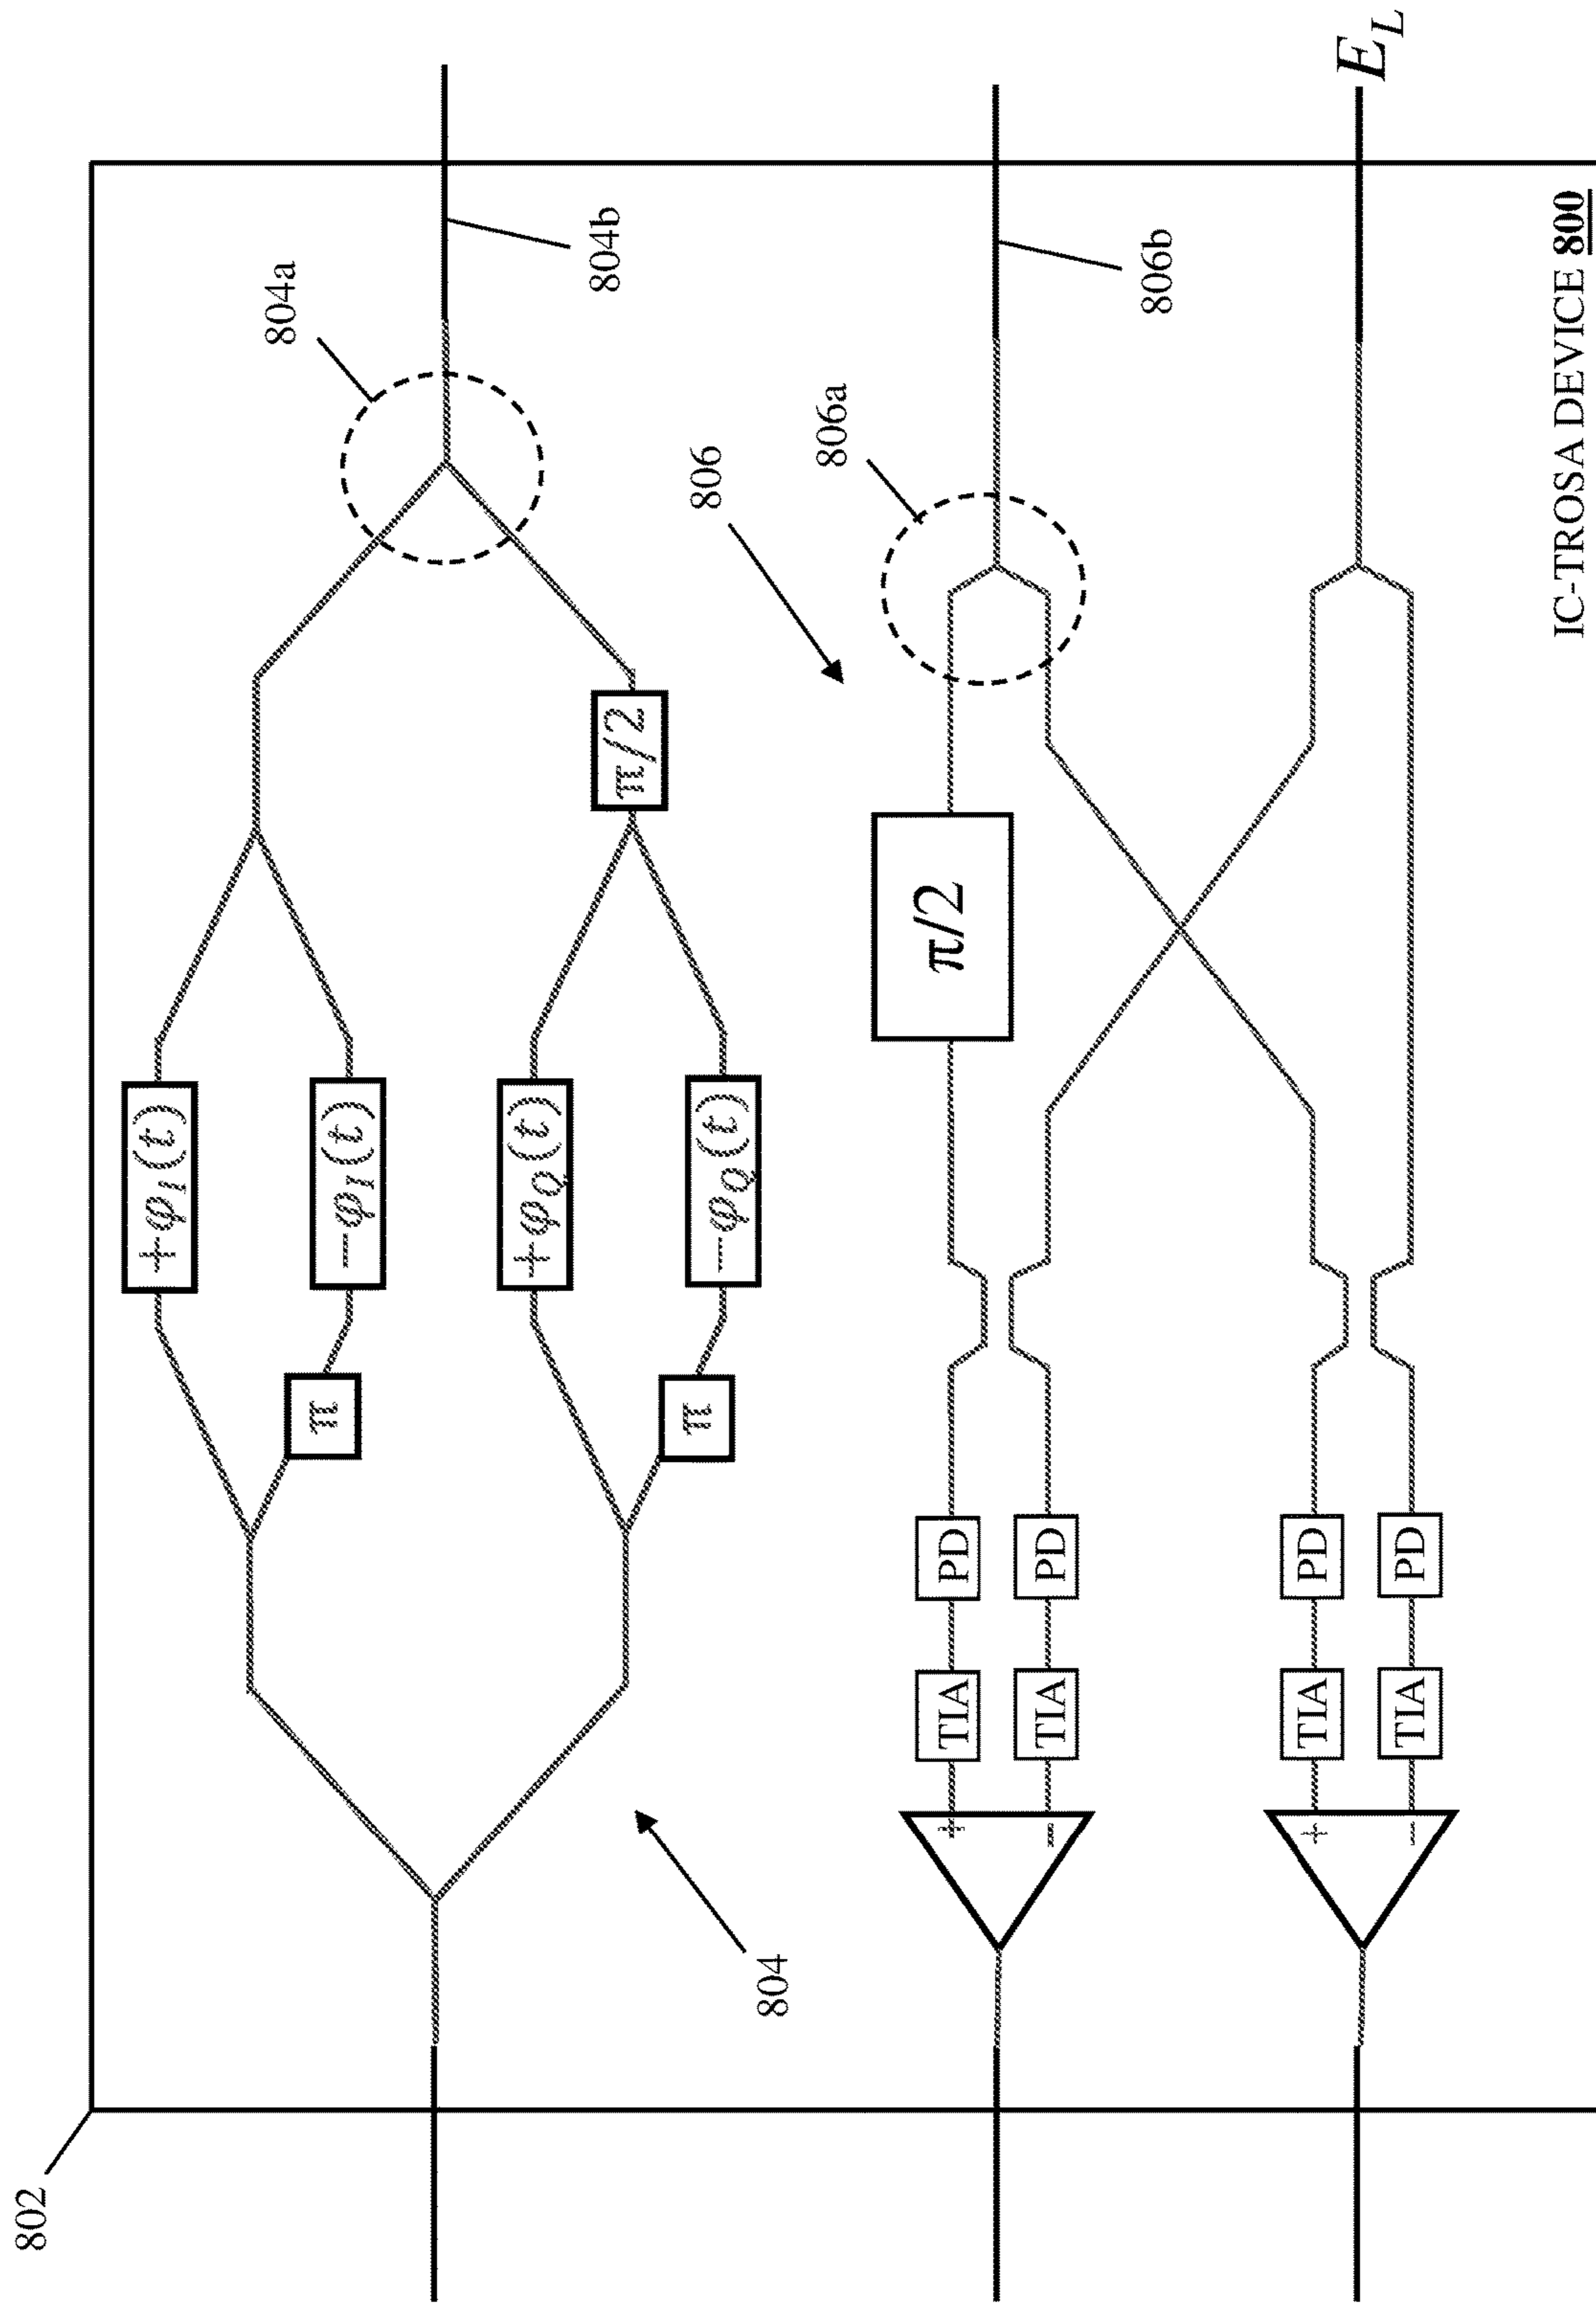 802
804
804a
804b
+φ_I(t)
−φ_I(t)
π
+φ_Q(t)
−φ_Q(t)
π
π/2
806
806a
806b
π/2
+
−
TIA
PD
TIA
PD
+
−
TIA
PD
TIA
PD
E_L
IC-TROSA DEVICE 800